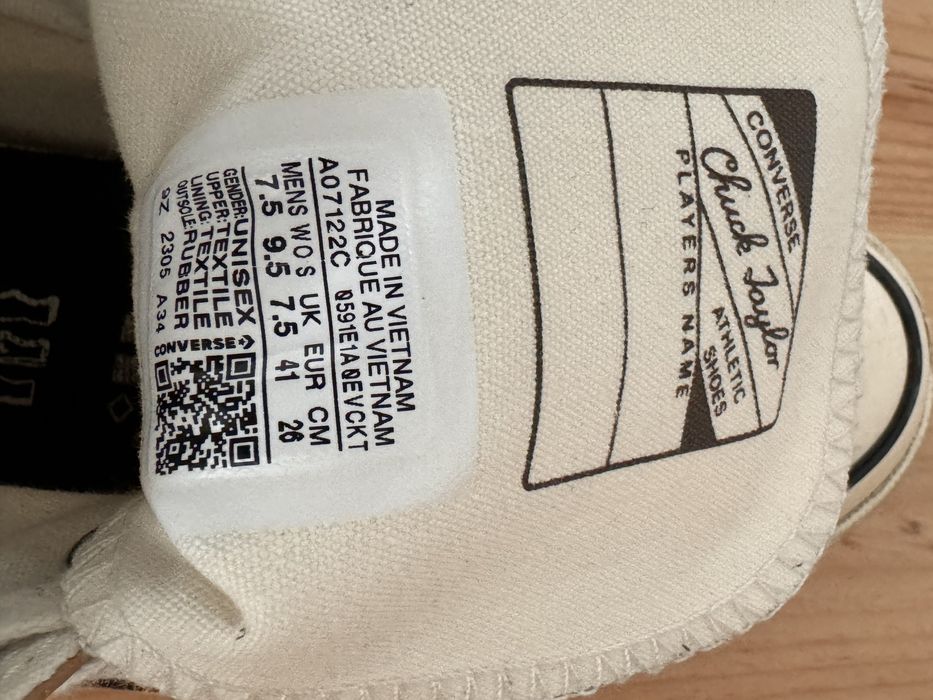 CONVERSE
Chuck Taylor
ATHLETIC
SHOES
PLAYERS NAME
MADE IN VIETNAM
FABRIQUE AU VIETNAM
A07122C 0591E1A0EVCKT
MENS WOS UK EUR CM
7.5 9.5 7.5 41 26
GENDER:UNISEX
UPPER:TEXTILE
LINING:TEXTILE
OUTSOLE:RUBBER
9Z 2305 A34 8
CONVERSE